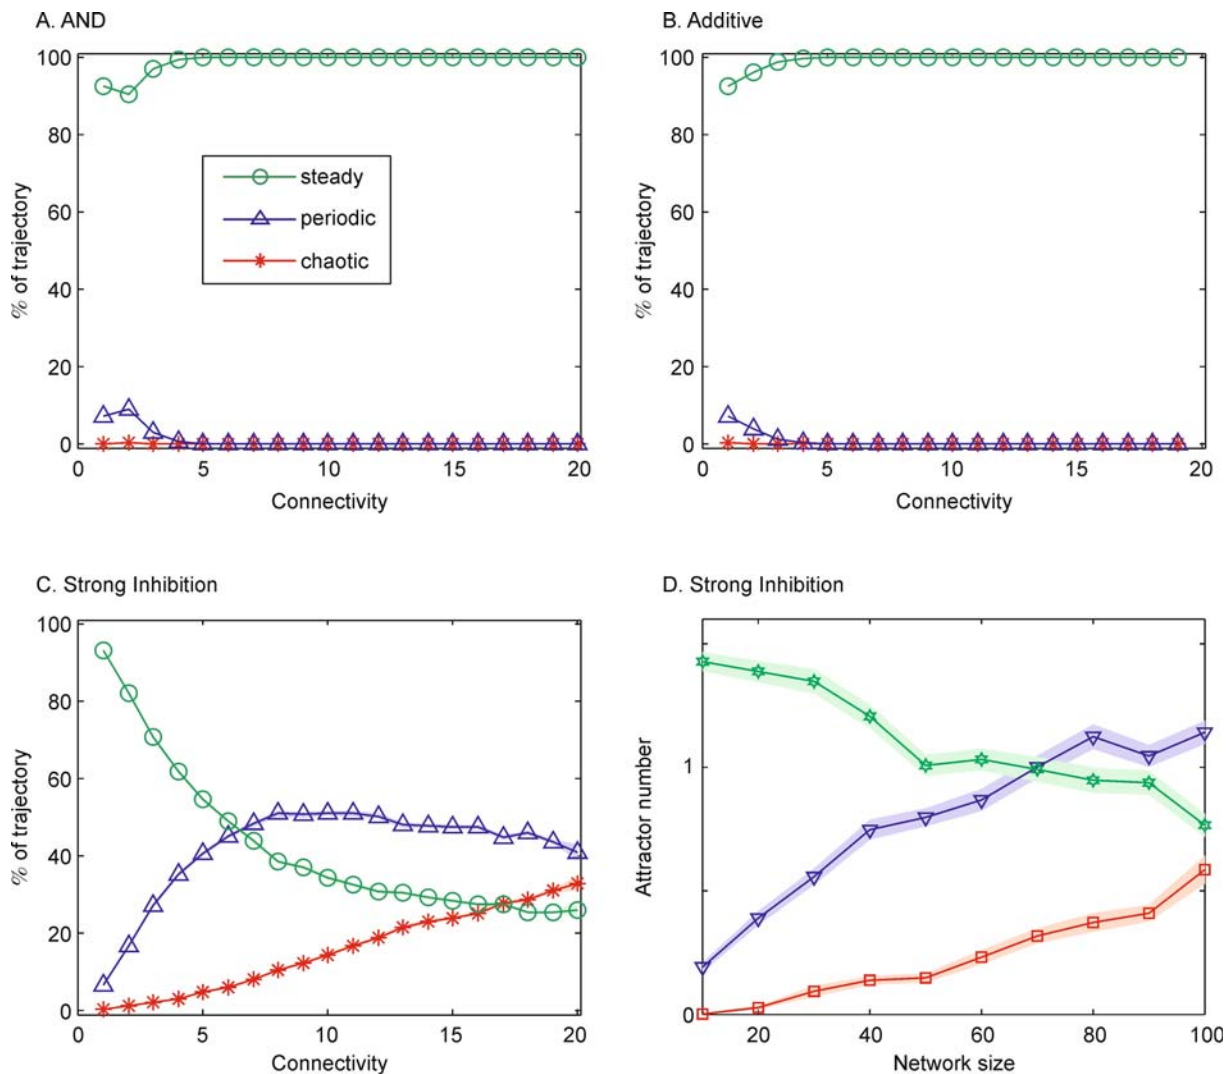 A. AND
100
80
60
40
20
0
% of trajectory
steady
periodic
chaotic
0 5 10 15 20
Connectivity
B. Additive
100
80
60
40
20
0
% of trajectory
0 5 10 15 20
Connectivity
C. Strong Inhibition
100
80
60
40
20
0
% of trajectory
0 5 10 15 20
Connectivity
D. Strong Inhibition
1
0
Attractor number
20 40 60 80 100
Network size